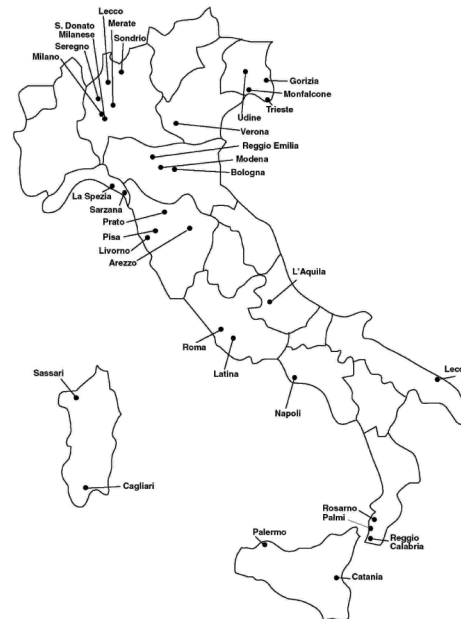 Lecco
S. Donato
Milanese
Merate
Seregno
Sondrio
Milano
Gorizia
Monfalcone
Trieste
Udine
Verona
Reggio Emilia
Modena
Bologna
La Spezia
Sarzana
Prato
Pisa
Livorno
Arezzo
L'Aquila
Roma
Latina
Lecc
Sassari
Napoli
Cagliari
Rosarno
Palmi
Reggio
Calabria
Palermo
Catania